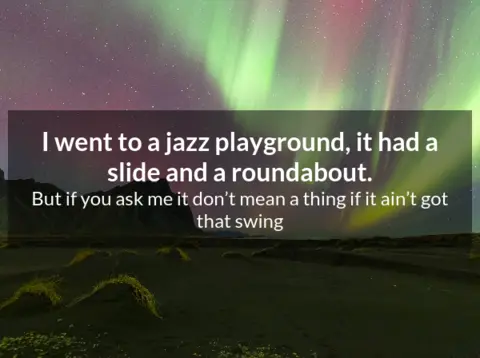 I went to a jazz playground, it had a
slide and a roundabout.
But if you ask me it don’t mean a thing if it ain’t got
that swing